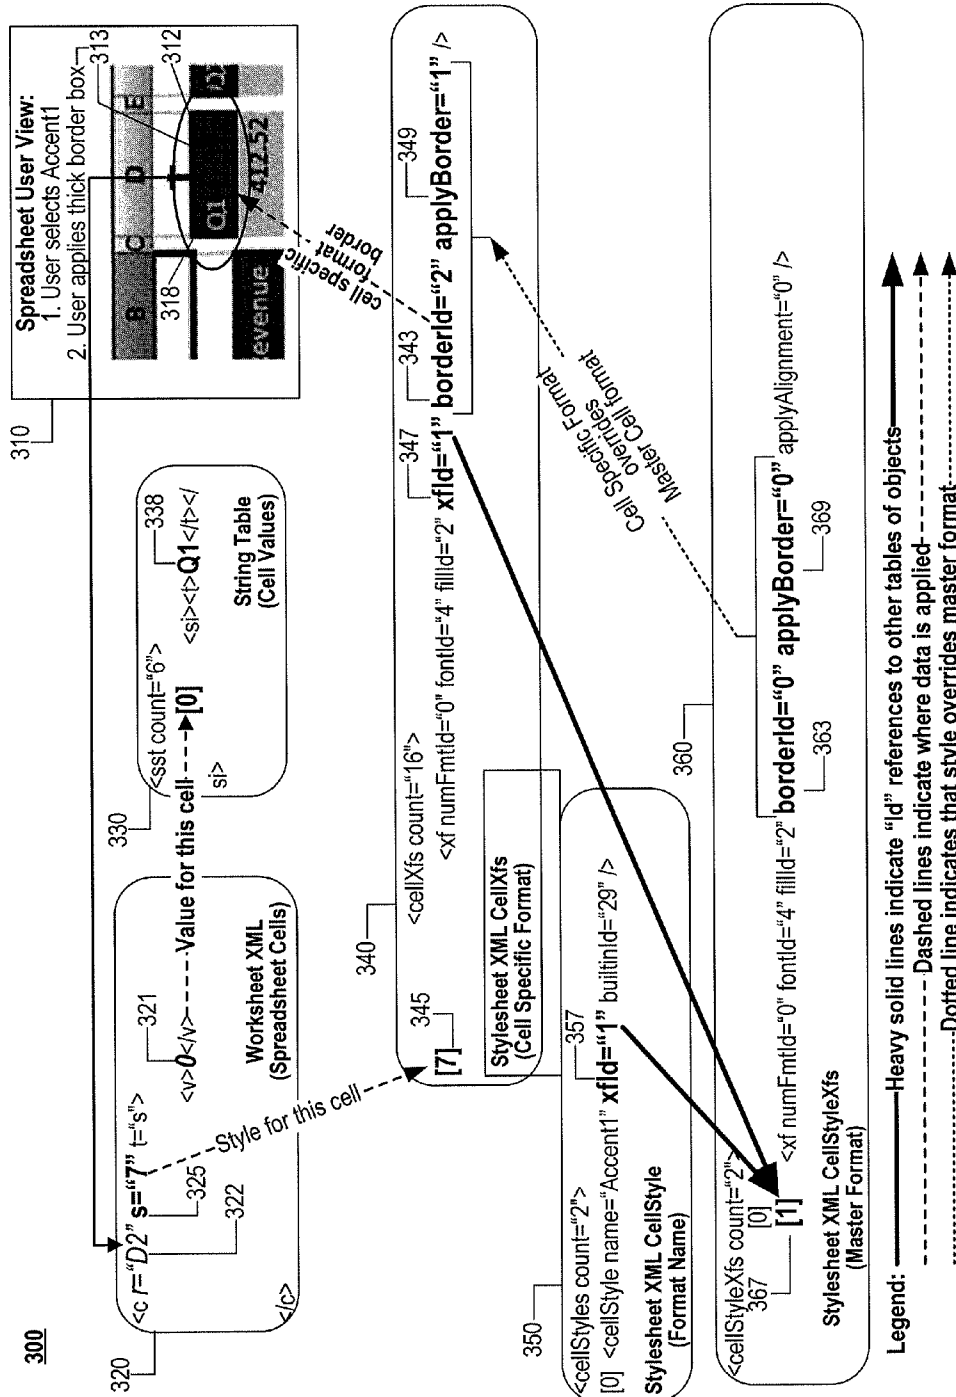 300
310
Spreadsheet User View:
1. User selects Accent1
2. User applies thick border box
313
312
318
B C D E
Q1
evenue
412.52
320
<c r="D2" s="7" t="s">
325
322
321
<v>0</v>
Value for this cell
Worksheet XML
(Spreadsheet Cells)
</c>
330
<sst count="6">
[0]
338
<si><t>Q1</t></
si>
String Table
(Cell Values)
Style for this cell
cell specific
format
border
340
<cellXfs count="16">
345
[7]
347
343
349
<xf numFmtId="0" fontId="4" fillId="2" xfId="1" borderId="2" applyBorder="1" />
Stylesheet XML CellXfs
(Cell Specific Format)
350
<cellStyles count="2">
357
[0] <cellStyle name="Accent1" xfId="1" builtinId="29" />
Stylesheet XML CellStyle
(Format Name)
Cell Specific Format
overrides
Master Cell format
360
<cellStyleXfs count="2">
367
[0]
[1]
<xf numFmtId="0" fontId="4" fillId="2" borderId="0" applyBorder="0" applyAlignment="0" />
363
369
Stylesheet XML CellStyleXfs
(Master Format)
Legend:
Heavy solid lines indicate "Id" references to other tables of objects
Dashed lines indicate where data is applied
Dotted line indicates that style overrides master format